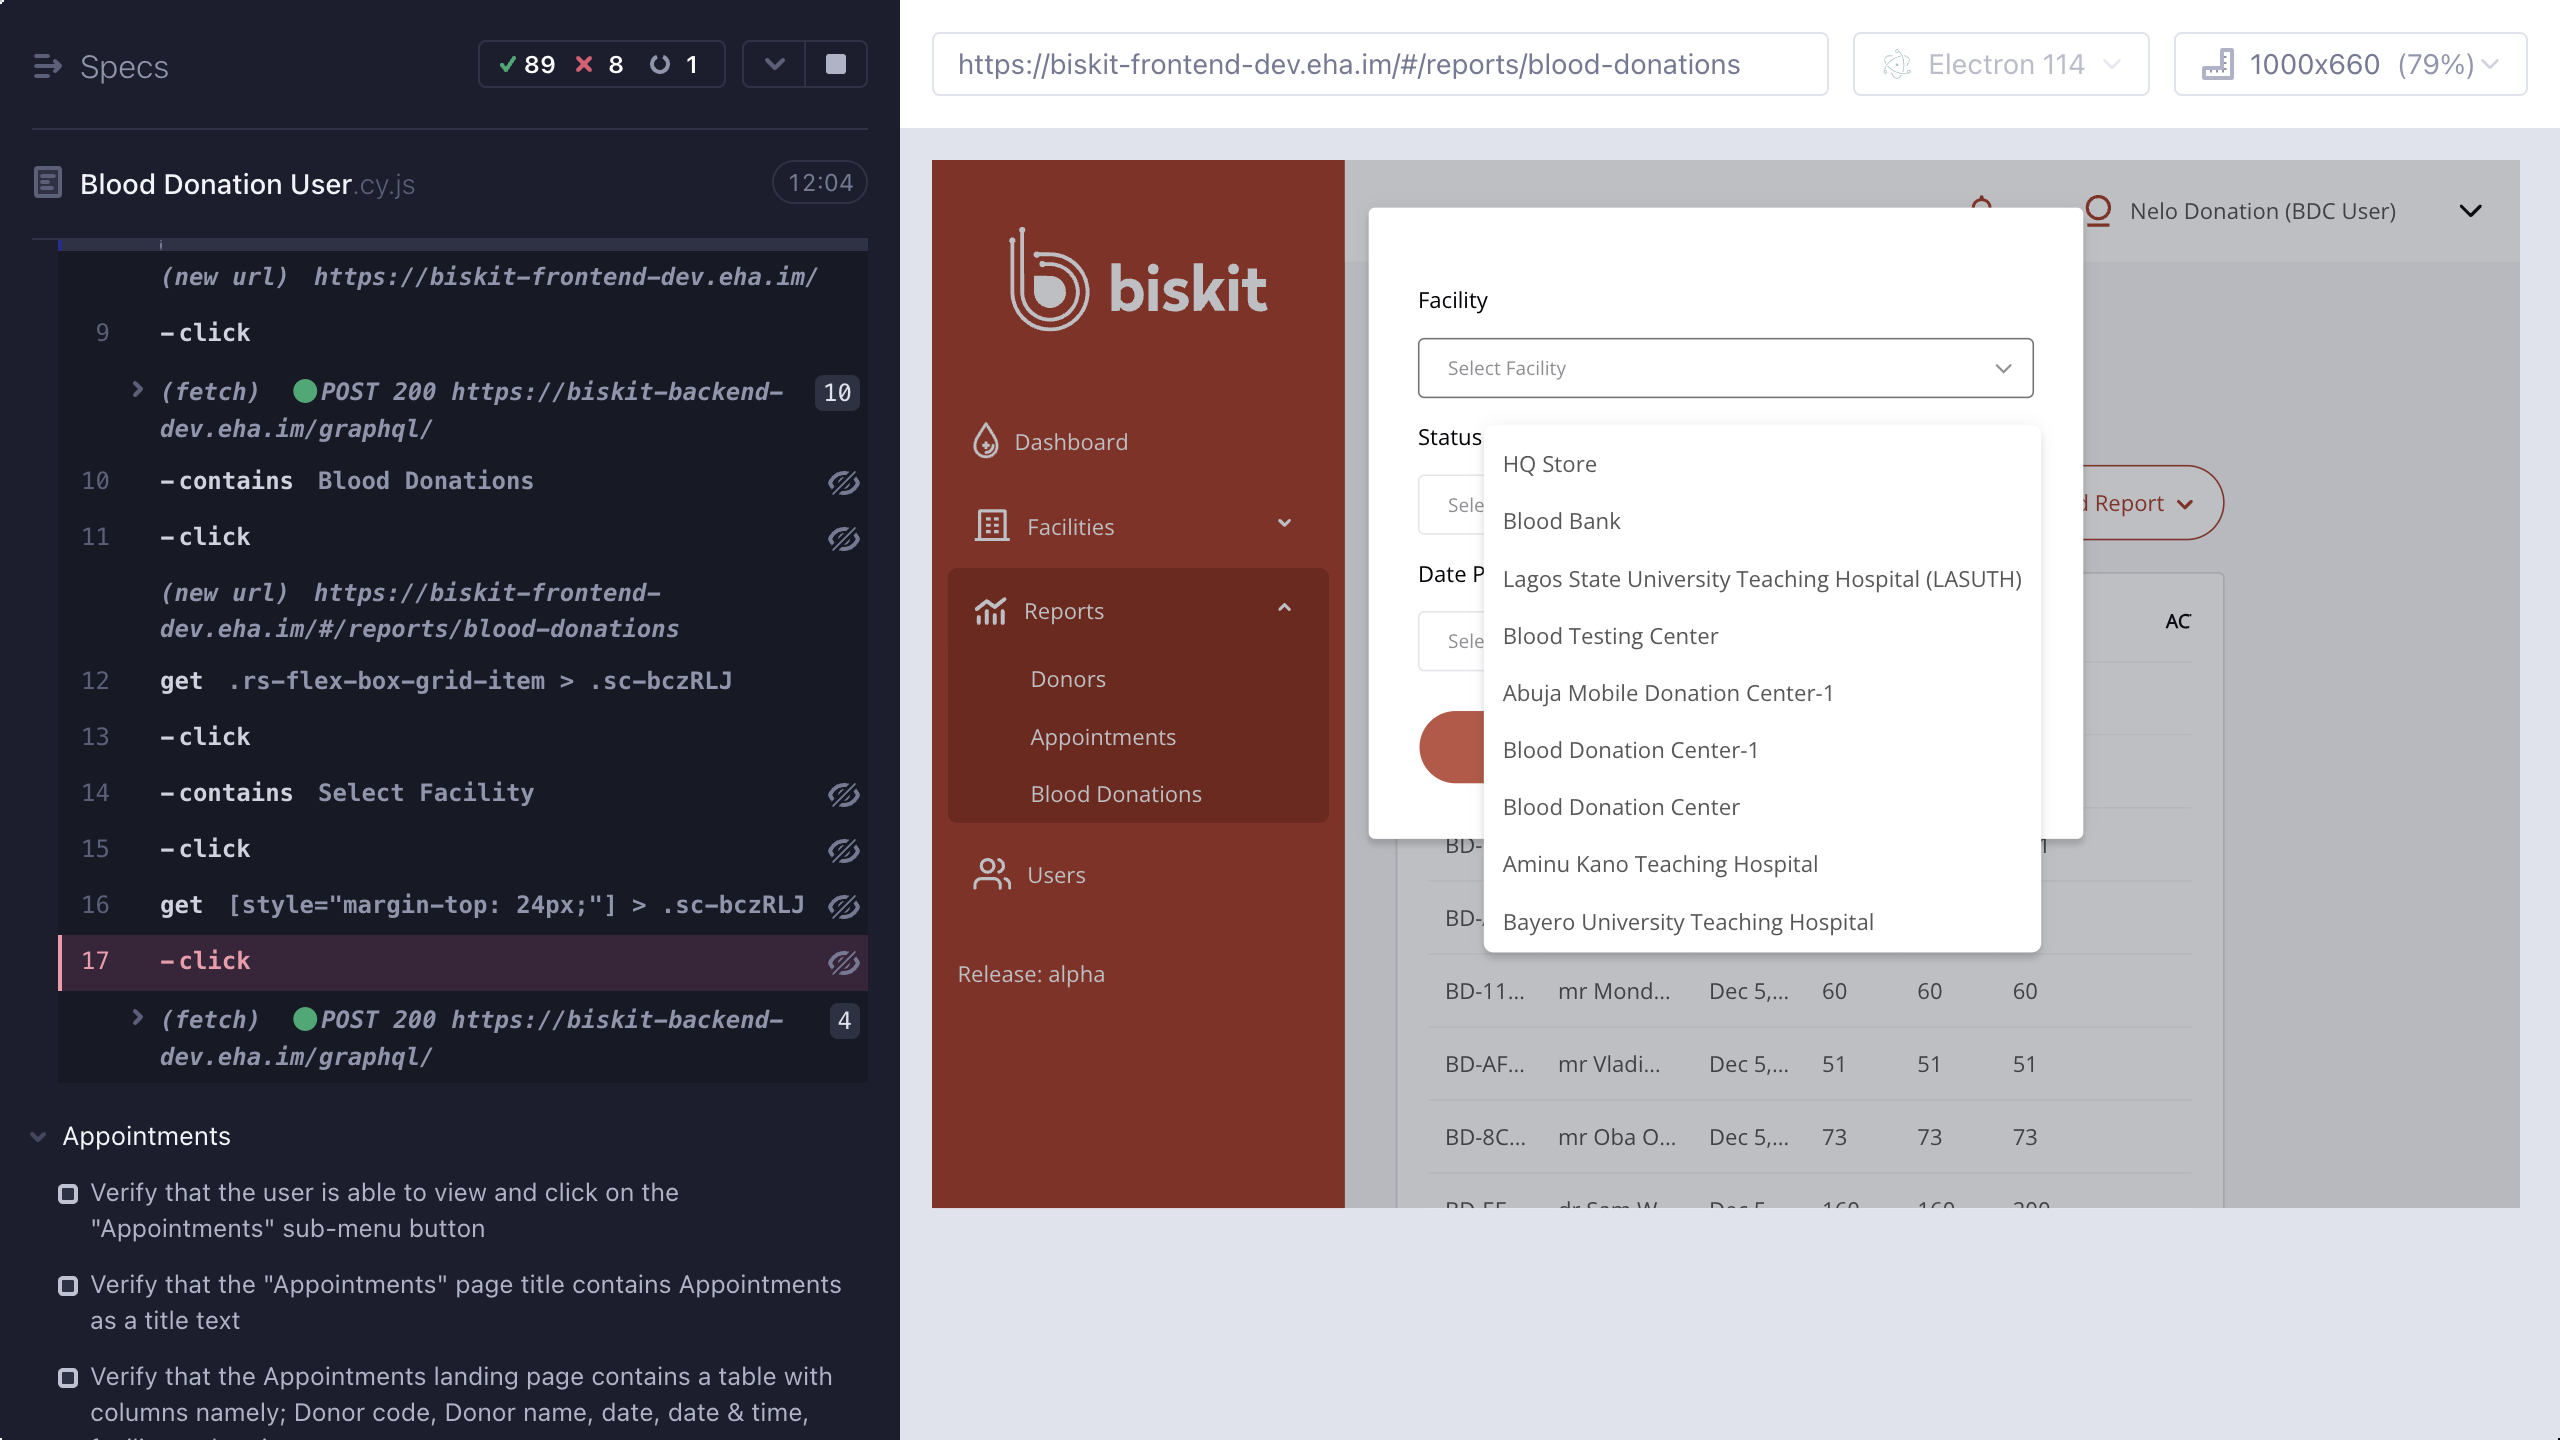 Specs
89 8 1
Blood Donation User.cy.js
12:04
(new url) https://biskit-frontend-dev.eha.im/
9 -click
(fetch) POST 200 https://biskit-backend-dev.eha.im/graphql/ 10
10 -contains Blood Donations
11 -click
(new url) https://biskit-frontend-
dev.eha.im/#/reports/blood-donations
12 get .rs-flex-box-grid-item > .sc-bczRLJ
13 -click
14 -contains Select Facility
15 -click
16 get [style="margin-top: 24px;"] > .sc-bczRLJ
17 -click
(fetch) POST 200 https://biskit-backend- 4
dev.eha.im/graphql/
Appointments
Verify that the user is able to view and click on the
"Appointments" sub-menu button
Verify that the "Appointments" page title contains Appointments
as a title text
Verify that the Appointments landing page contains a table with
columns namely; Donor code, Donor name, date, date & time,
https://biskit-frontend-dev.eha.im/#/reports/blood-donations
Electron 114
1000x660 (79%)
biskit
Dashboard
Facilities
Reports
Donors
Appointments
Blood Donations
Users
Release: alpha
Nelo Donation (BDC User)
Facility
Select Facility
Status
Sele
Date P
Sele
HQ Store
Blood Bank
Lagos State University Teaching Hospital (LASUTH)
Blood Testing Center
Abuja Mobile Donation Center-1
Blood Donation Center-1
Blood Donation Center
Aminu Kano Teaching Hospital
Bayero University Teaching Hospital
d Report
AC
BD-
BD-
BD-11... mr Mond... Dec 5,... 60 60 60
BD-AF... mr Vladi... Dec 5,... 51 51 51
BD-8C... mr Oba O... Dec 5,... 73 73 73